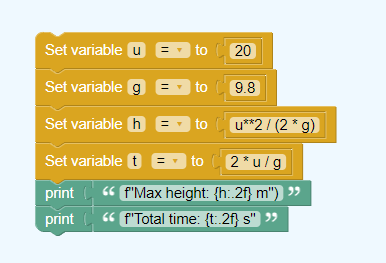 Set variable u = to 20
Set variable g = to 9.8
Set variable h = to u**2 / (2 * g)
Set variable t = to 2 * u / g
print “ f"Max height: {h:.2f} m") ”
print “ f"Total time: {t:.2f} s" ”